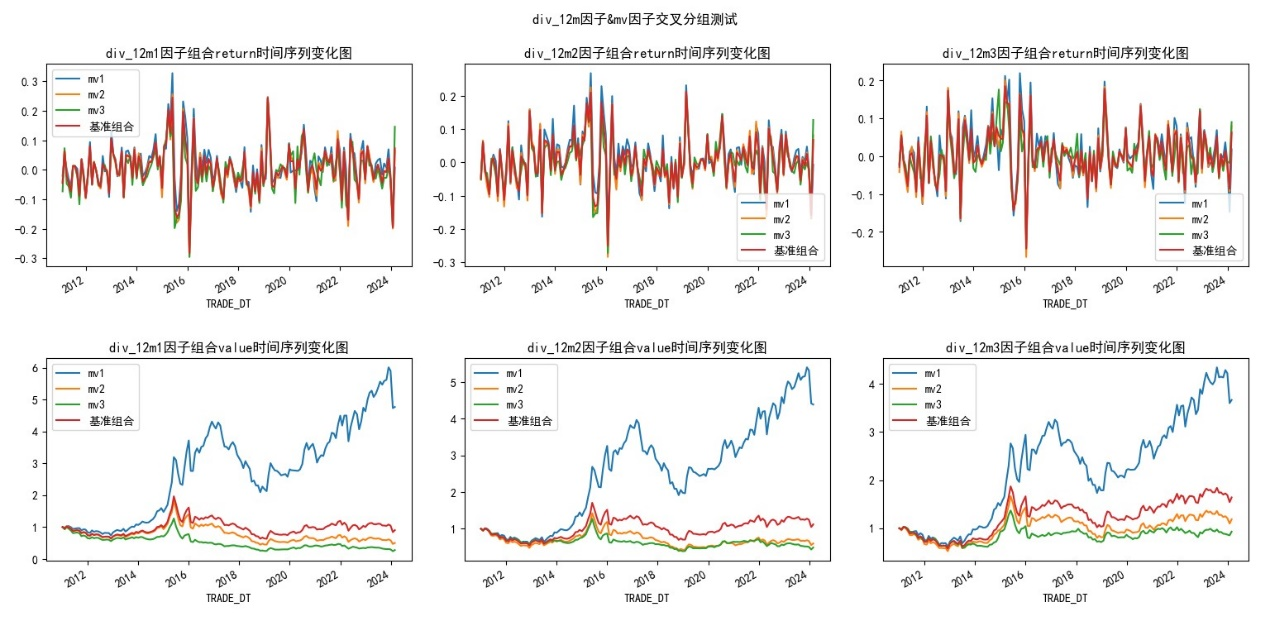 div_12m因子&mv因子交叉分组测试
div_12m1因子组合return时间序列变化图
mv1
mv2
mv3
基准组合
0.3
0.2
0.1
0.0
-0.1
-0.2
-0.3
2012
2014
2016
2018
2020
2022
2024
TRADE_DT
div_12m2因子组合return时间序列变化图
0.2
0.1
0.0
-0.1
-0.2
-0.3
mv1
mv2
mv3
基准组合
2012
2014
2016
2018
2020
2022
2024
TRADE_DT
div_12m3因子组合return时间序列变化图
0.2
0.1
0.0
-0.1
-0.2
mv1
mv2
mv3
基准组合
2012
2014
2016
2018
2020
2022
2024
TRADE_DT
div_12m1因子组合value时间序列变化图
mv1
mv2
mv3
基准组合
6
5
4
3
2
1
0
2012
2014
2016
2018
2020
2022
2024
TRADE_DT
div_12m2因子组合value时间序列变化图
mv1
mv2
mv3
基准组合
5
4
3
2
1
2012
2014
2016
2018
2020
2022
2024
TRADE_DT
div_12m3因子组合value时间序列变化图
mv1
mv2
mv3
基准组合
4
3
2
1
2012
2014
2016
2018
2020
2022
2024
TRADE_DT